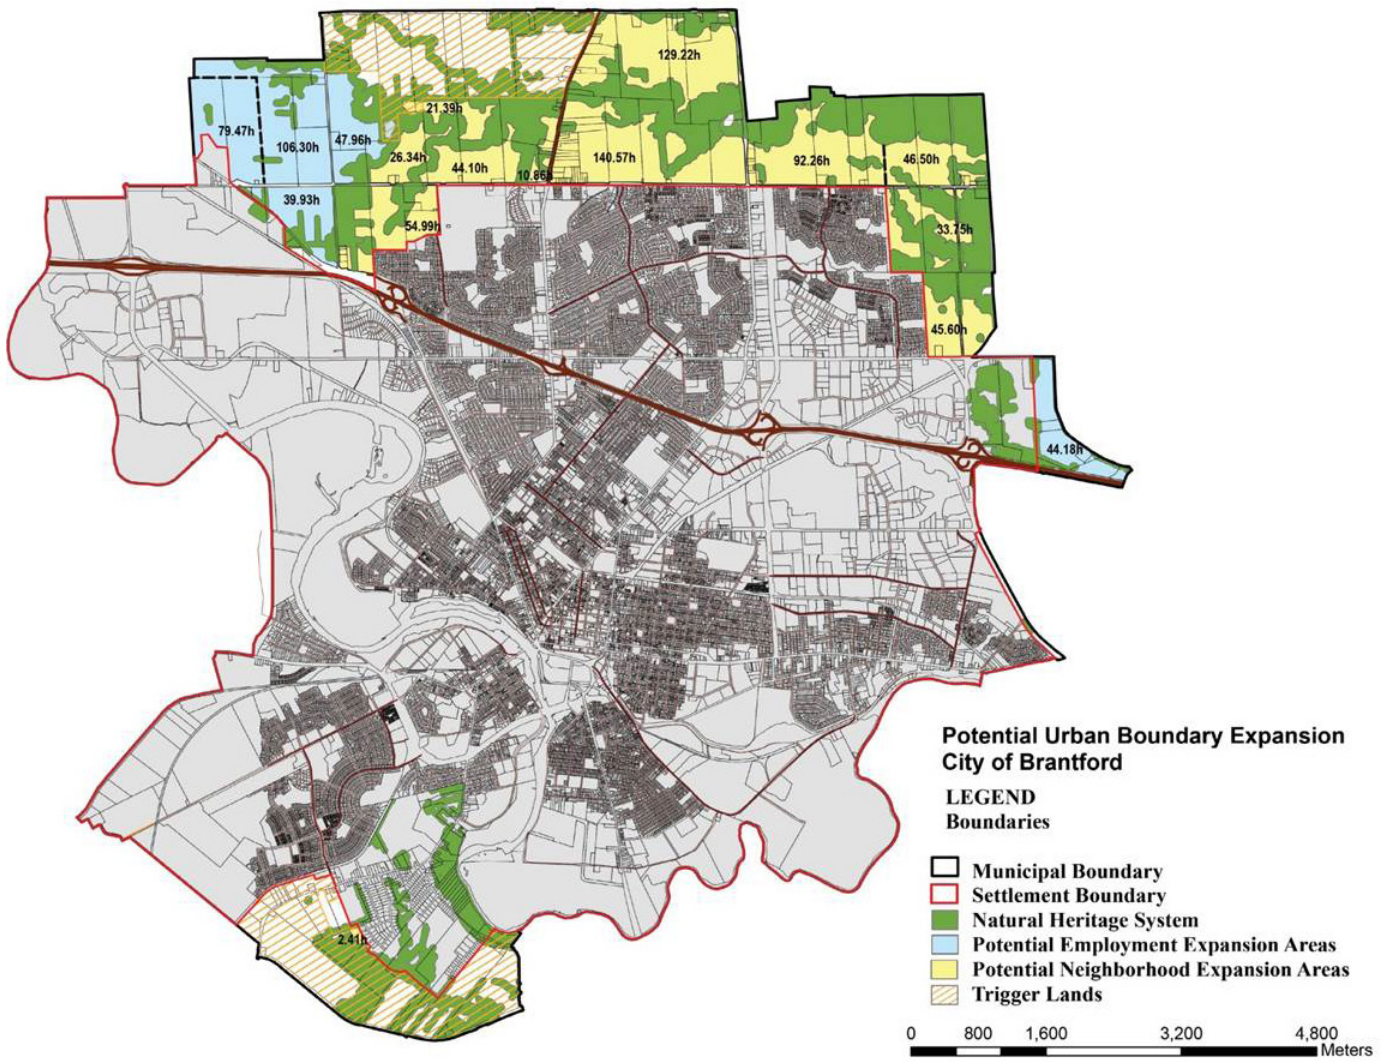 129.22h
21.39h
79.47h
106.30h
47.96h
26.34h
44.10h
10.86h
140.57h
92.26h
46.50h
39.93h
54.99h
33.75h
45.60h
44.18h
2.41h
Potential Urban Boundary Expansion
City of Brantford
LEGEND
Boundaries
Municipal Boundary
Settlement Boundary
Natural Heritage System
Potential Employment Expansion Areas
Potential Neighborhood Expansion Areas
Trigger Lands
0 800 1,600 3,200 4,800
Meters